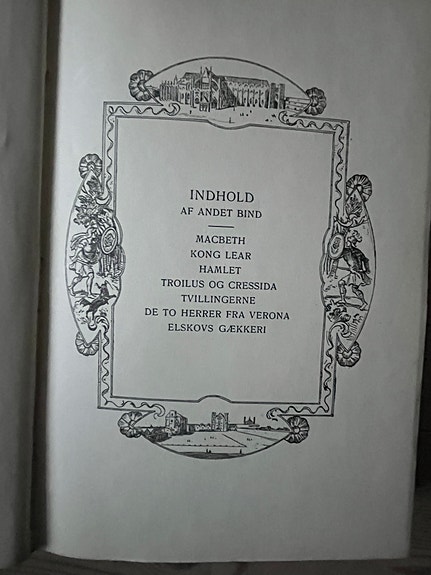 INDHOLD
AF ANDET BIND
MACBETH
KONG LEAR
HAMLET
TROILUS OG CRESSIDA
TVILLINGERNE
DE TO HERRER FRA VERONA
ELSKOVS GÆKKERI